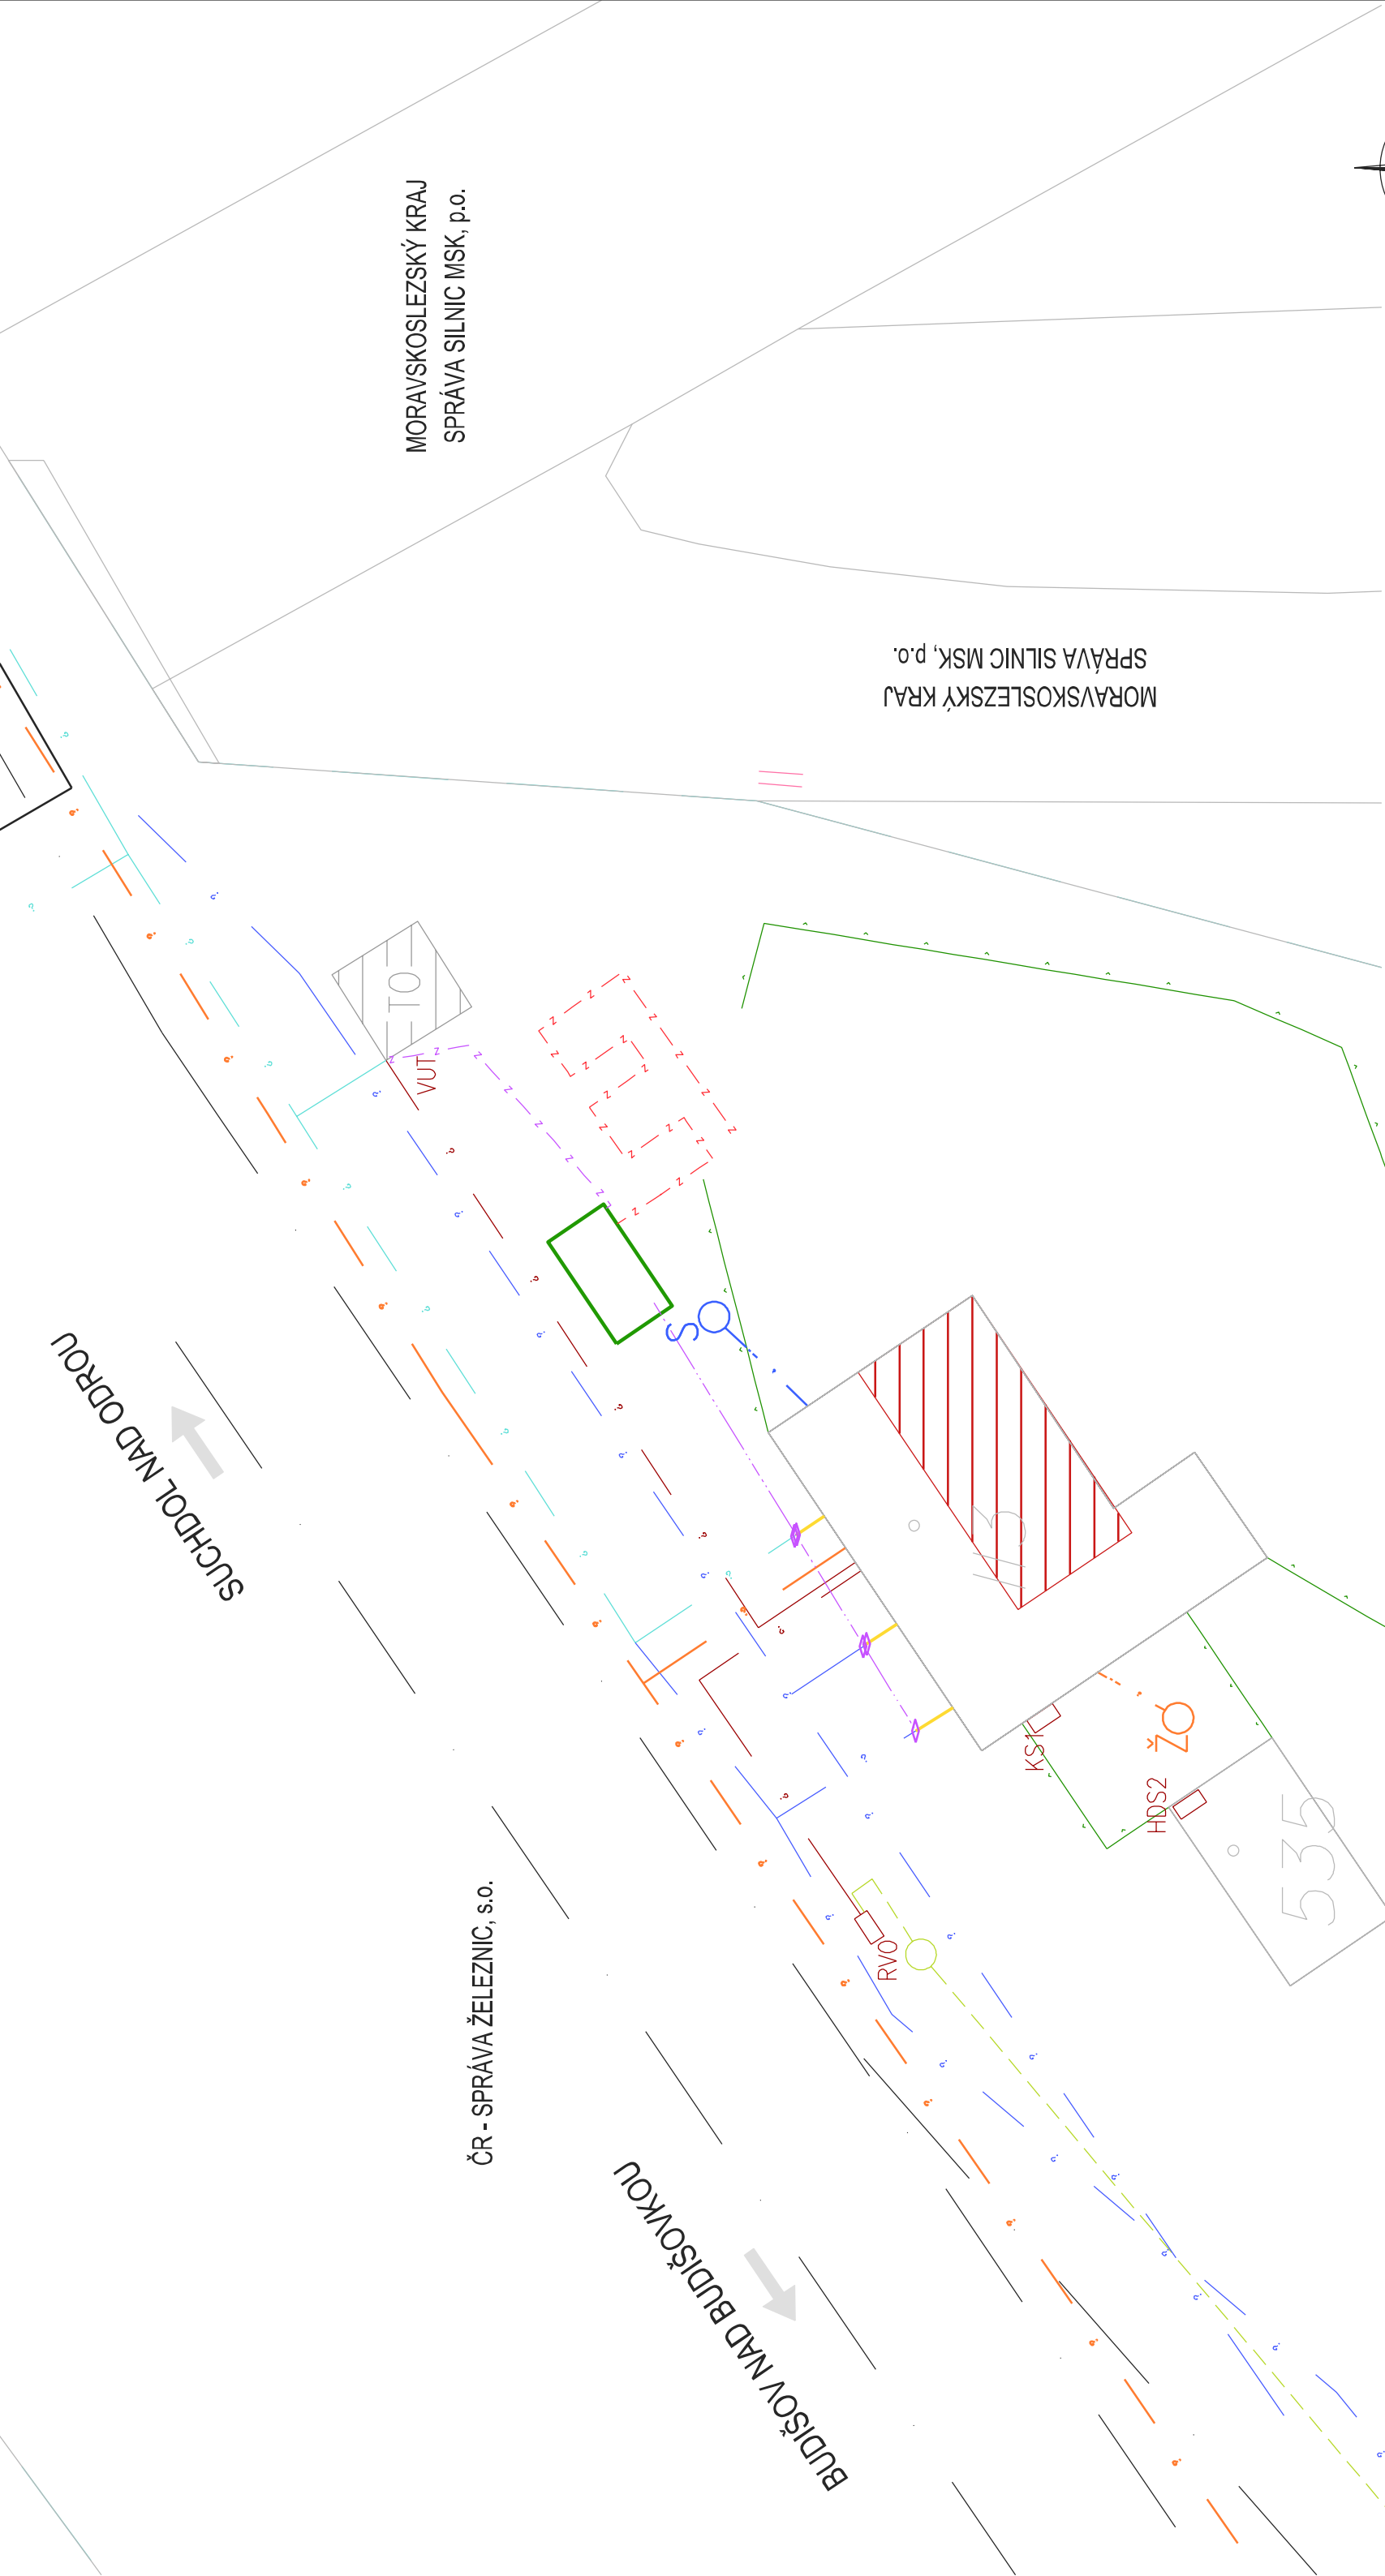 MORAVSKOSLEZSKÝ KRAJ
SPRÁVA SILNIC MSK, p.o.
MORAVSKOSLEZSKÝ KRAJ
SPRÁVA SILNIC MSK, p.o.
TO
VUT
S
SUCHDOL NAD ODROU
KS1
Ž
HDS2
535
RVO
ČR - SPRÁVA ŽELEZNIC, s.o.
BUDIŠOV NAD BUDIŠOVKOU